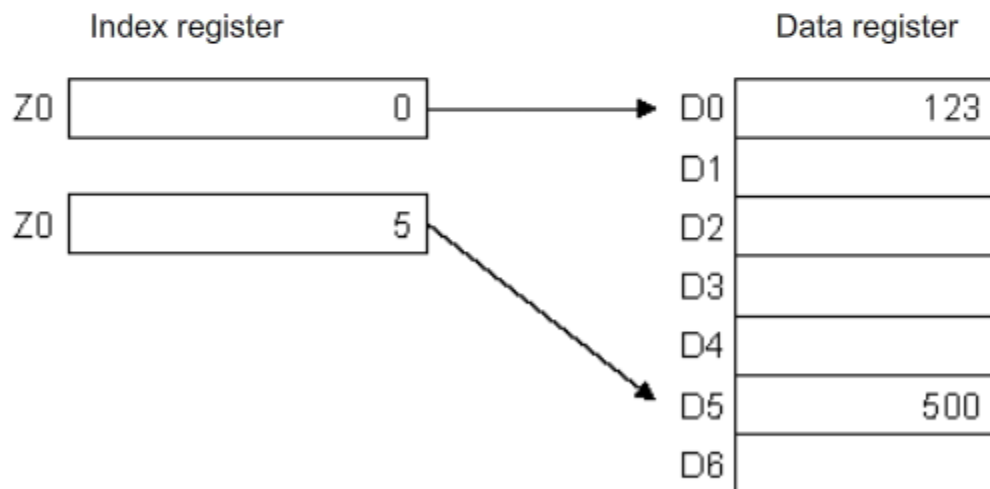 Index register Data register
Z0 0 D0 123
D1
Z0 5 D2
D3
D4
D5 500
D6